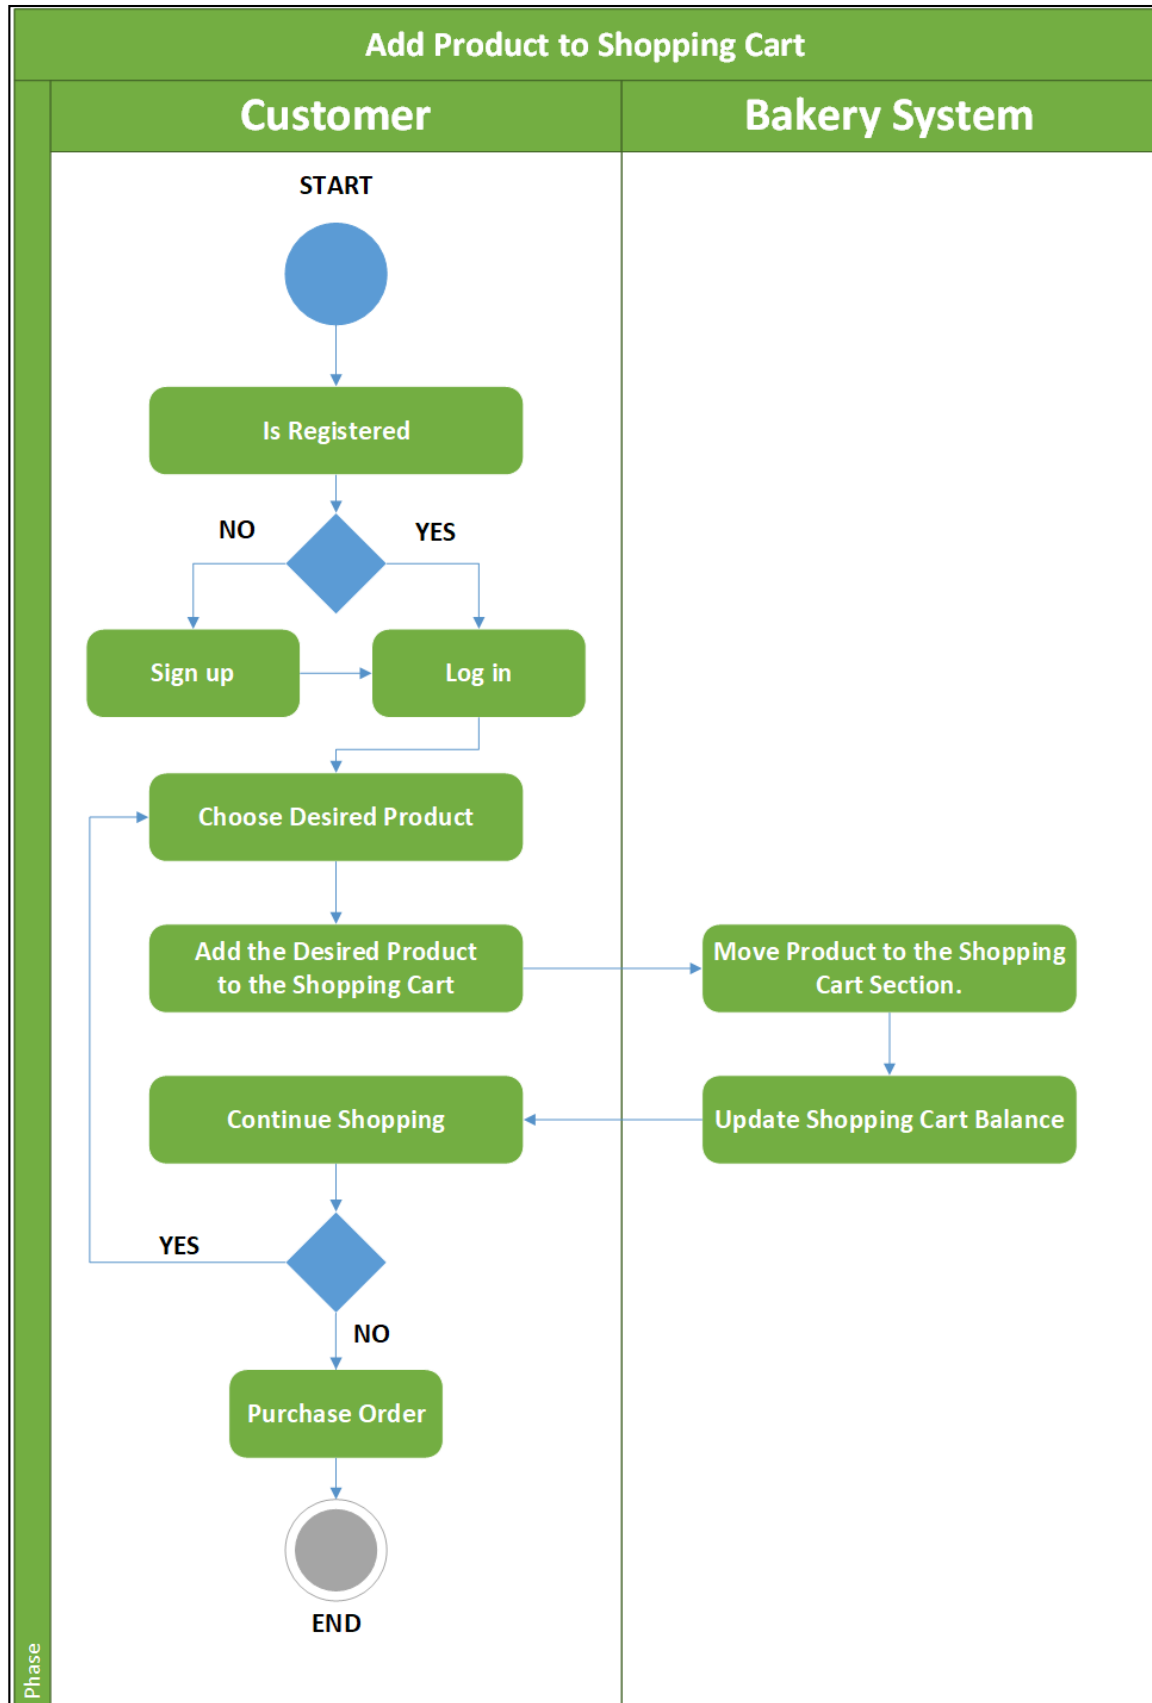 Add Product to Shopping Cart
Customer
Bakery System
START
Is Registered
NO
YES
Sign up
Log in
Choose Desired Product
Add the Desired Product
to the Shopping Cart
Move Product to the Shopping
Cart Section.
Continue Shopping
Update Shopping Cart Balance
YES
NO
Purchase Order
END
Phase